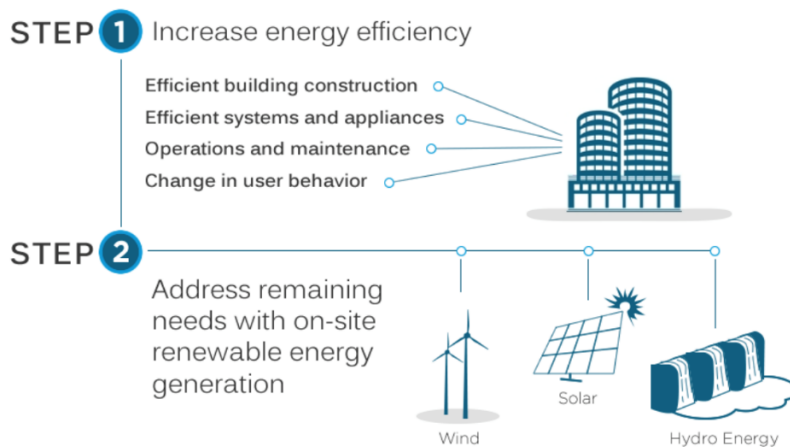 STEP 1 Increase energy efficiency
Efficient building construction
Efficient systems and appliances
Operations and maintenance
Change in user behavior
STEP 2
Address remaining
needs with on-site
renewable energy
generation
Wind
Solar
Hydro Energy